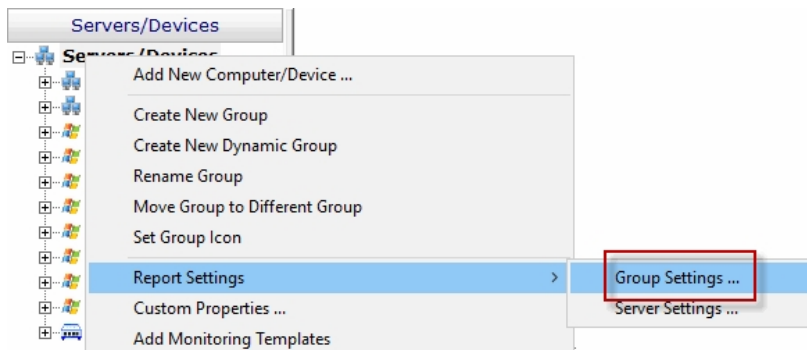 Servers/Devices
Servers/Devices
Add New Computer/Device ...
Create New Group
Create New Dynamic Group
Rename Group
Move Group to Different Group
Set Group Icon
Report Settings
Group Settings ...
Custom Properties ...
Server Settings ...
Add Monitoring Templates